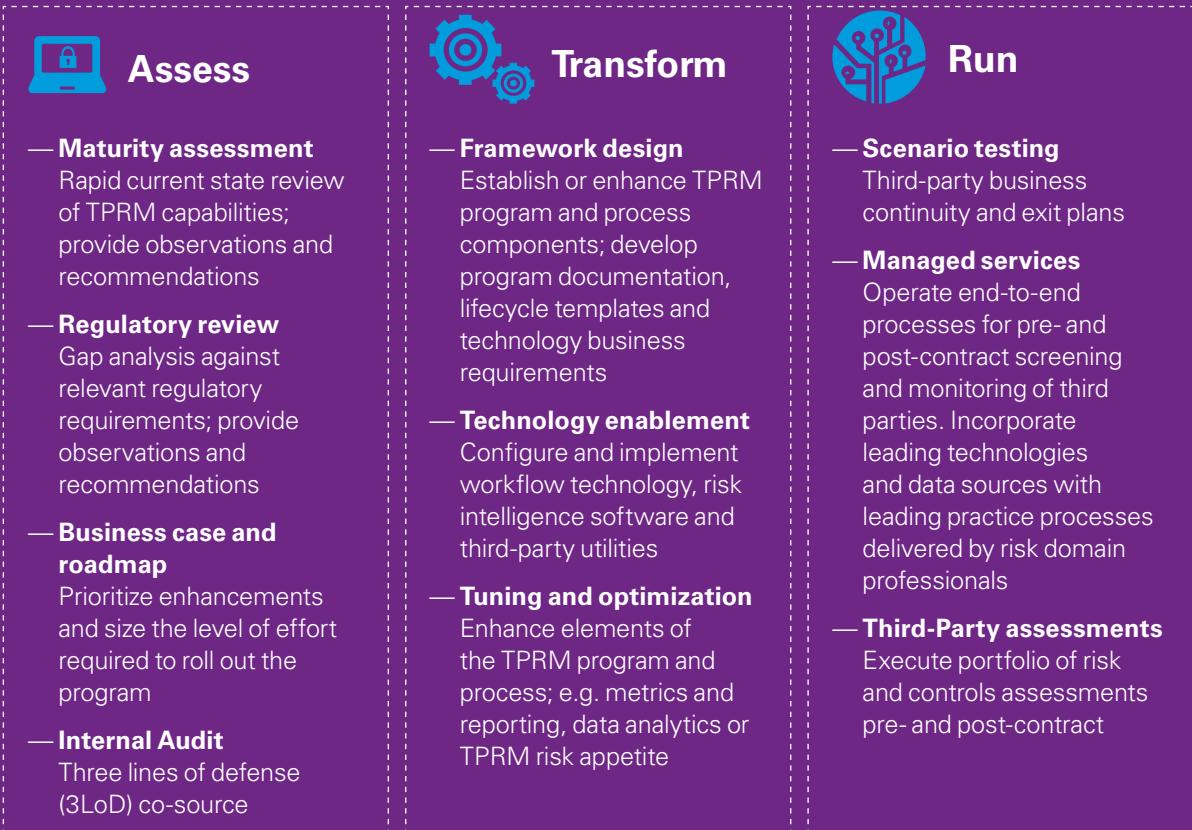 Assess
— Maturity assessment
Rapid current state review
of TPRM capabilities;
provide observations and
recommendations
— Regulatory review
Gap analysis against
relevant regulatory
requirements; provide
observations and
recommendations
— Business case and
roadmap
Prioritize enhancements
and size the level of effort
required to roll out the
program
— Internal Audit
Three lines of defense
(3LoD) co-source
Transform
— Framework design
Establish or enhance TPRM
program and process
components; develop
program documentation,
lifecycle templates and
technology business
requirements
— Technology enablement
Configure and implement
workflow technology, risk
intelligence software and
third-party utilities
— Tuning and optimization
Enhance elements of
the TPRM program and
process; e.g. metrics and
reporting, data analytics or
TPRM risk appetite
Run
— Scenario testing
Third-party business
continuity and exit plans
— Managed services
Operate end-to-end
processes for pre- and
post-contract screening
and monitoring of third
parties. Incorporate
leading technologies
and data sources with
leading practice processes
delivered by risk domain
professionals
— Third-Party assessments
Execute portfolio of risk
and controls assessments
pre- and post-contract